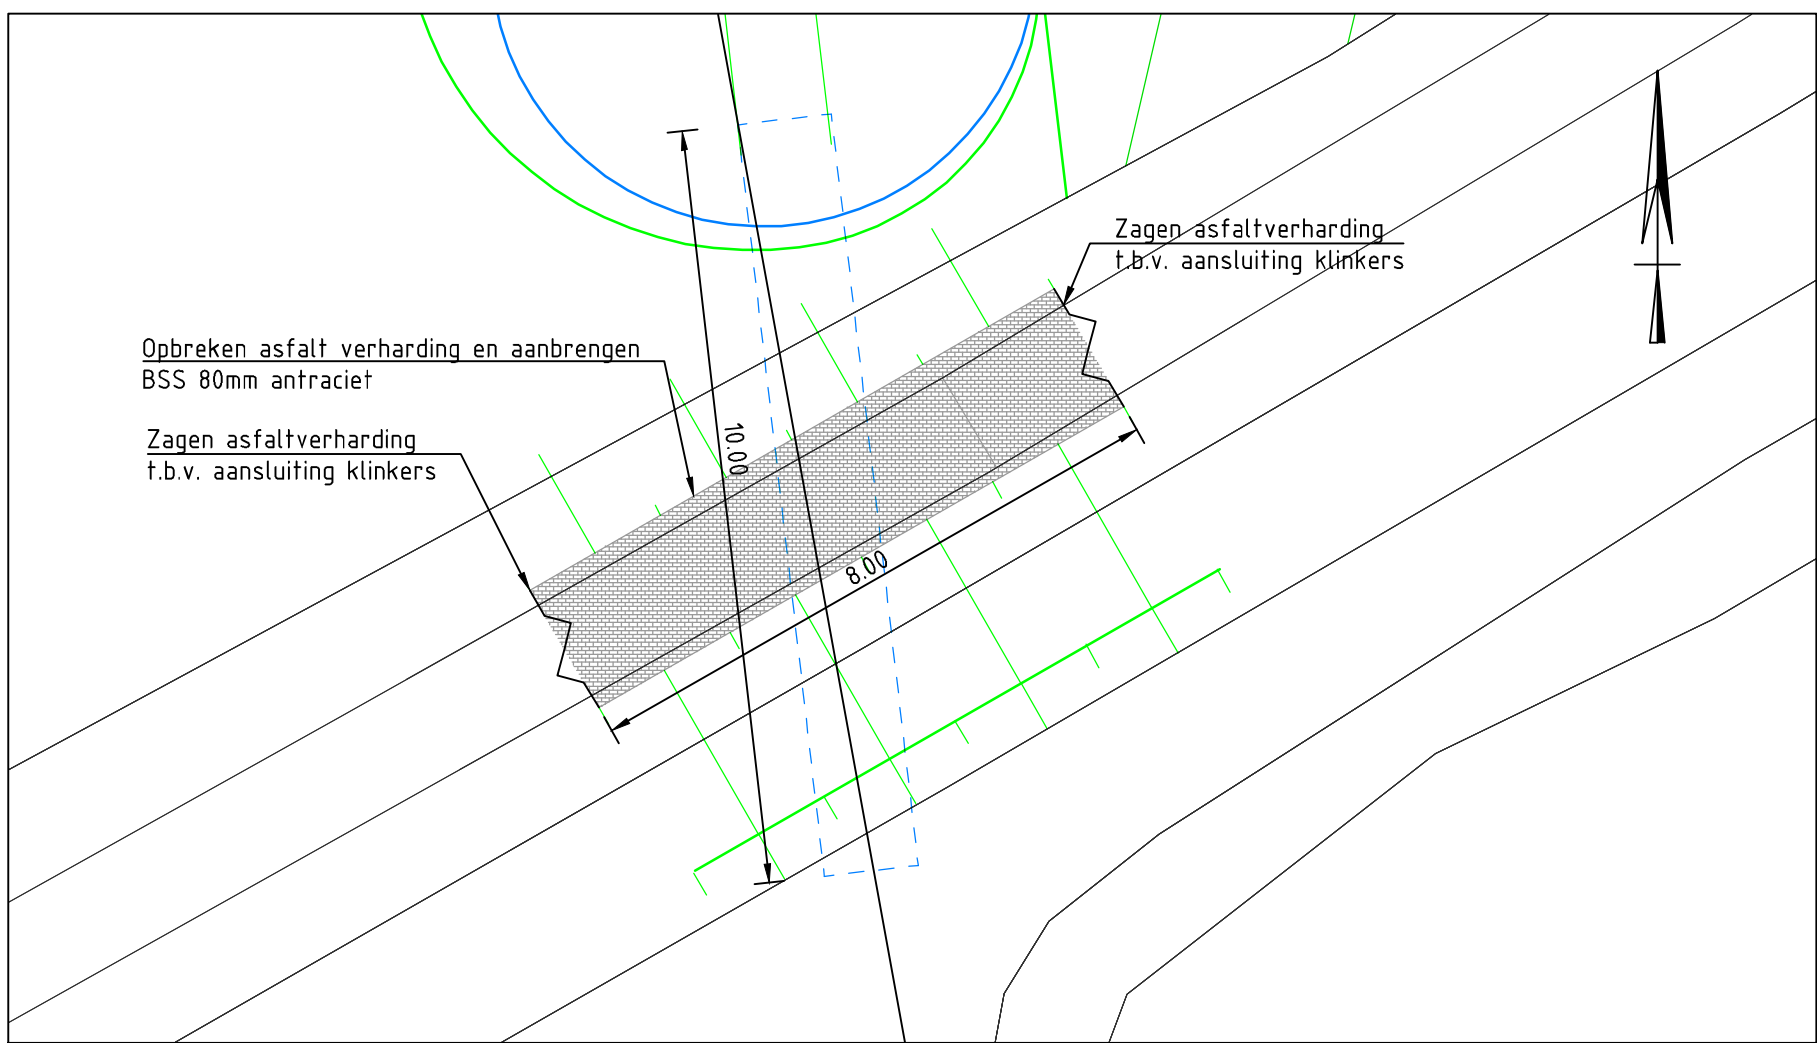 Zagen asfaltverharding
t.b.v. aansluiting klinkers
Opbreken asfalt verharding en aanbrengen
BSS 80mm antraciet
Zagen asfaltverharding
t.b.v. aansluiting klinkers
10.00
8.00